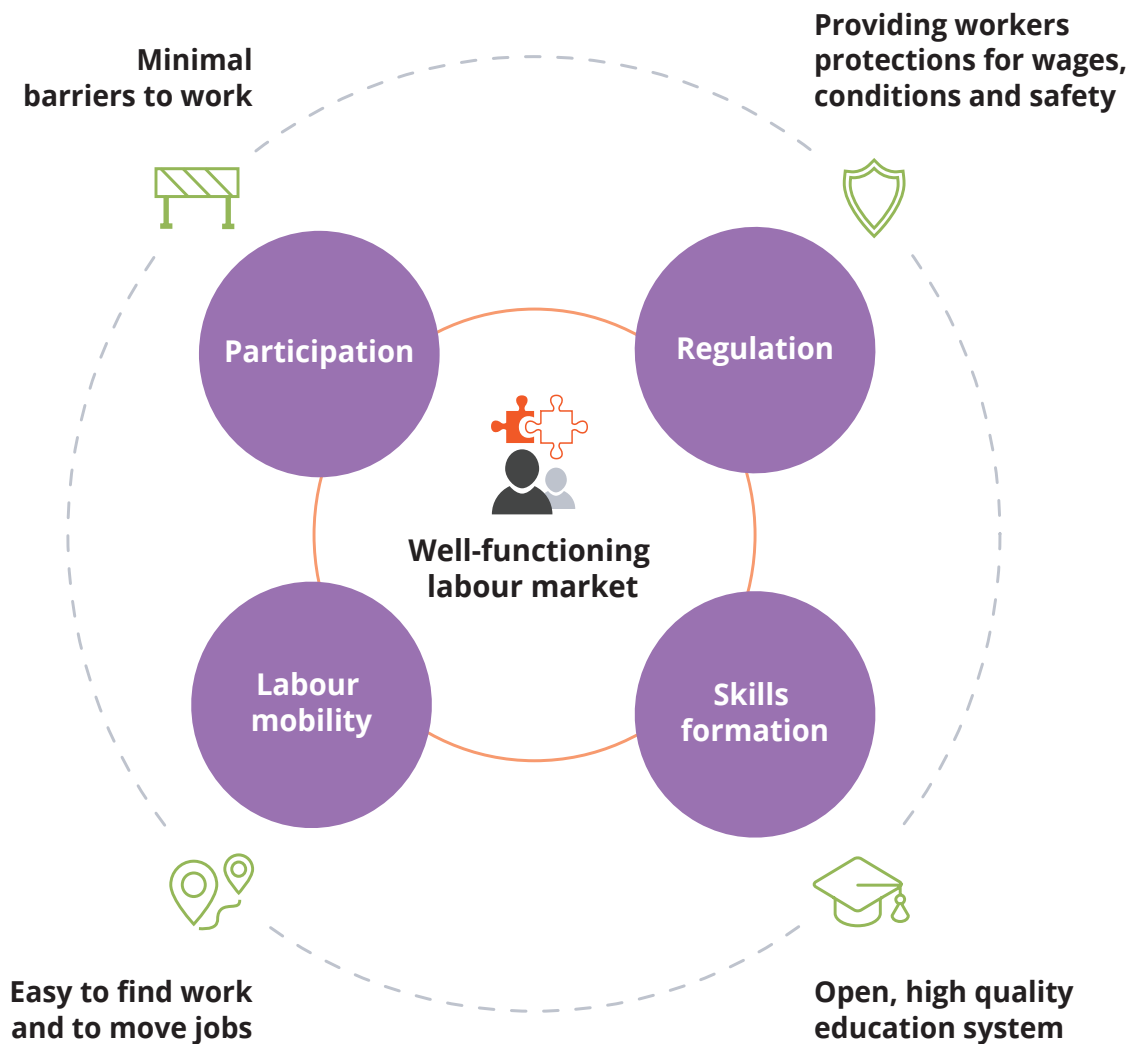 Minimal
barriers to work
Providing workers
protections for wages,
conditions and safety
Participation
Regulation
Well-functioning
labour market
Labour
mobility
Skills
formation
Easy to find work
and to move jobs
Open, high quality
education system